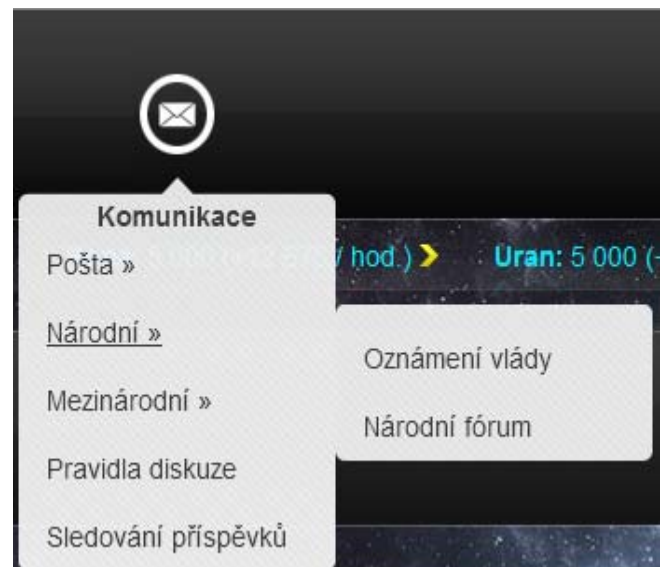 Komunikace
Pošta »
/ hod.) Uran: 5 000 (-
Národní »
Oznámení vlády
Mezinárodní »
Národní fórum
Pravidla diskuze
Sledování příspěvků